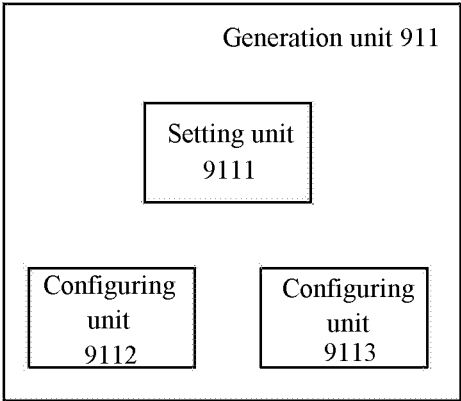 Generation unit 911
Setting unit
9111
Configuring
unit
9112
Configuring
unit
9113